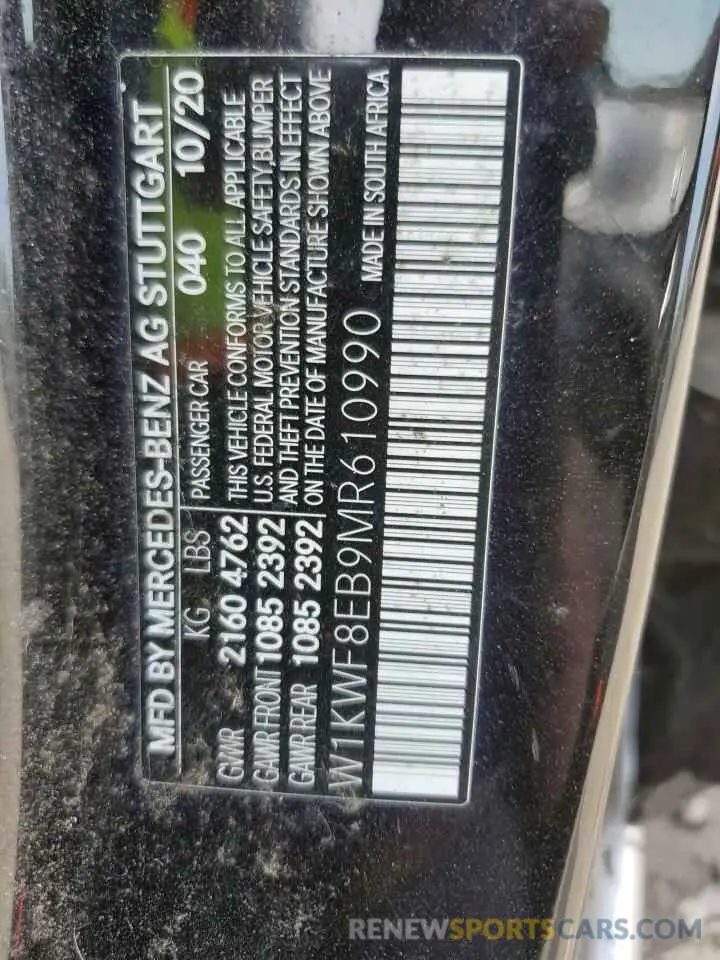 MFD BY MERCEDES-BENZ AG STUTTGART
KG LBS PASSENGER CAR 040 10/20
GVWR 2160 4762
GAWR FRONT 1085 2392
GAWR REAR 1085 2392
THIS VEHICLE CONFORMS TO ALL APPLICABLE
U.S. FEDERAL MOTOR VEHICLE SAFETY,BUMPER
AND THEFT PREVENTION STANDARDS IN EFFECT
ON THE DATE OF MANUFACTURE SHOWN ABOVE
W1KWF8EB9MR610990 MADE IN SOUTH AFRICA
RENEWSPORTSCARS.COM